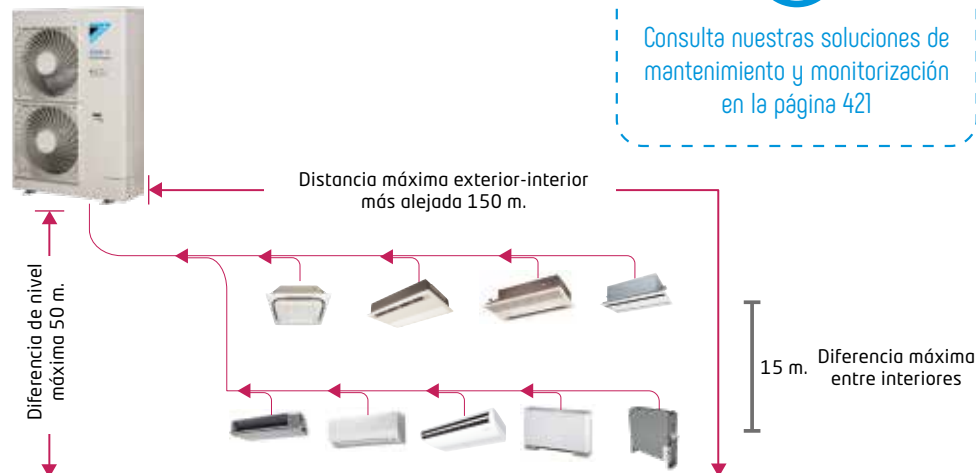 Consulta nuestras soluciones de
mantenimiento y monitorización
en la página 421
Distancia máxima exterior-interior
más alejada 150 m.
Diferencia de nivel
máxima 50 m.
15 m.
Diferencia máxima
entre interiores